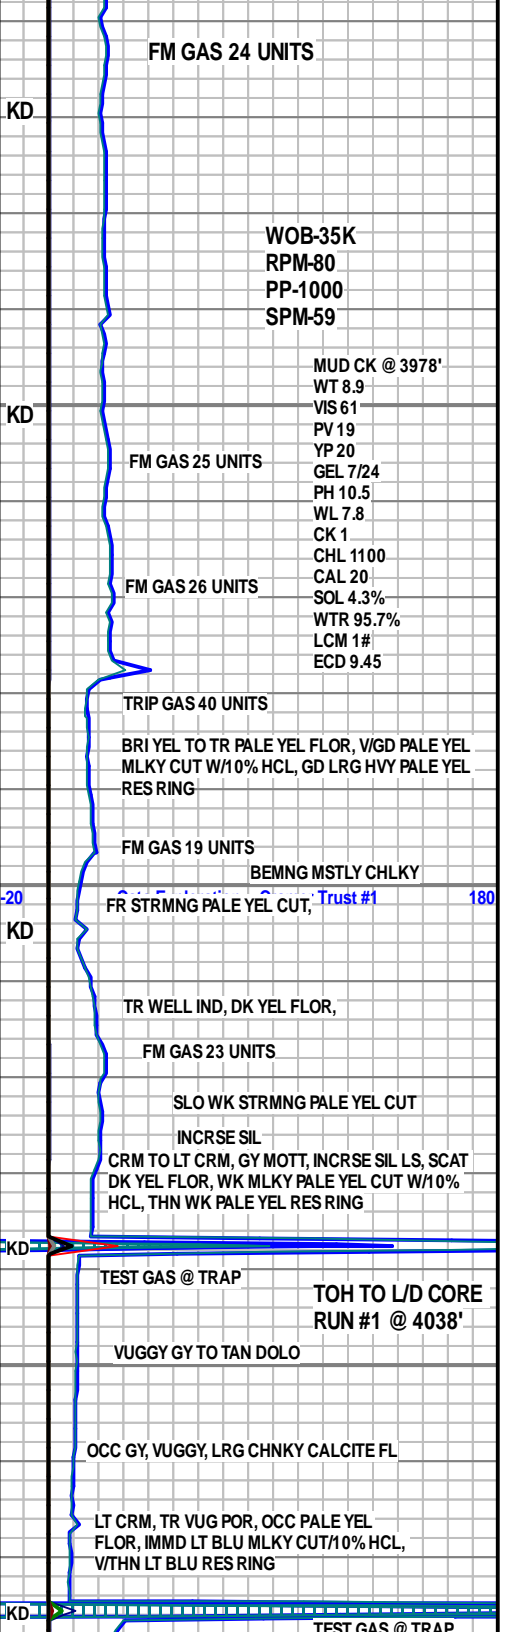 FM GAS 24 UNITS
KD
WOB-35K
RPM-80
PP-1000
SPM-59
MUD CK @ 3978'
WT 8.9
VIS 61
PV 19
YP 20
GEL 7/24
PH 10.5
WL 7.8
CK 1
CHL 1100
CAL 20
SOL 4.3%
WTR 95.7%
LCM 1#
ECD 9.45
KD
FM GAS 25 UNITS
FM GAS 26 UNITS
TRIP GAS 40 UNITS
BRI YEL TO TR PALE YEL FLOR, V/GD PALE YEL
MLKY CUT W/10% HCL, GD LRG HVY PALE YEL
RES RING
FM GAS 19 UNITS
BEMNG MSTLY CHLKY
-20
Trust #1
180
FR STRMNG PALE YEL CUT,
KD
TR WELL IND, DK YEL FLOR,
FM GAS 23 UNITS
SLO WK STRMNG PALE YEL CUT
INCRSE SIL
CRM TO LT CRM, GY MOTT, INCRSE SIL LS, SCAT
DK YEL FLOR, WK MLKY PALE YEL CUT W/10%
HCL, THN WK PALE YEL RES RING
KD
TEST GAS @ TRAP
TOH TO L/D CORE
RUN #1 @ 4038'
VUGGY GY TO TAN DOLO
OCC GY, VUGGY, LRG CHNKY CALCITE FL
LT CRM, TR VUG POR, OCC PALE YEL
FLOR, IMMD LT BLU MLKY CUT/10% HCL,
V/THN LT BLU RES RING
KD
TEST GAS @ TRAP